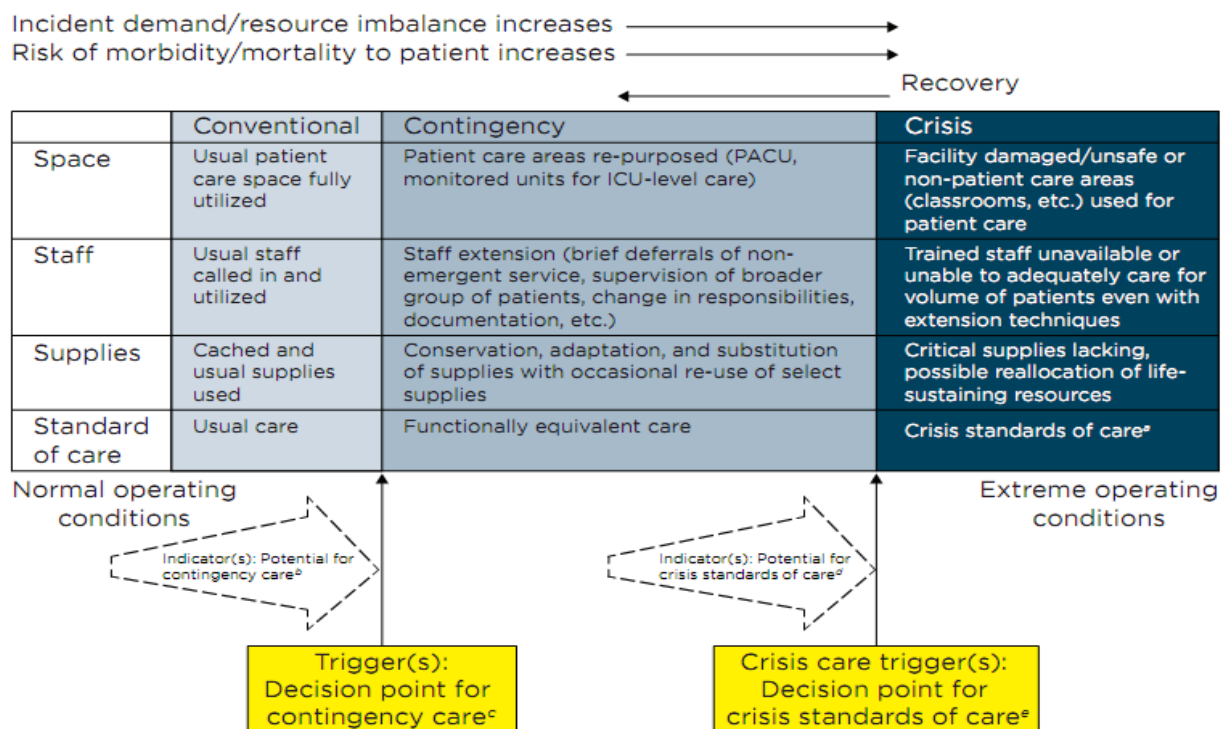 Incident demand/resource imbalance increases
Risk of morbidity/mortality to patient increases
Recovery
Conventional
Contingency
Crisis
Space
Usual patient
care space fully
utilized
Patient care areas re-purposed (PACU,
monitored units for ICU-level care)
Facility damaged/unsafe or
non-patient care areas
(classrooms, etc.) used for
patient care
Staff
Usual staff
called in and
utilized
Staff extension (brief deferrals of non-
emergent service, supervision of broader
group of patients, change in responsibilities,
documentation, etc.)
Trained staff unavailable or
unable to adequately care for
volume of patients even with
extension techniques
Supplies
Cached and
usual supplies
used
Conservation, adaptation, and substitution
of supplies with occasional re-use of select
supplies
Critical supplies lacking,
possible reallocation of life-
sustaining resources
Standard
of care
Usual care
Functionally equivalent care
Crisis standards of careᵃ
Normal operating
conditions
Extreme operating
conditions
Indicator(s): Potential for
contingency careᵇ
Indicator(s): Potential for
crisis standards of careᵈ
Trigger(s):
Decision point for
contingency careᶜ
Crisis care trigger(s):
Decision point for
crisis standards of careᵉ